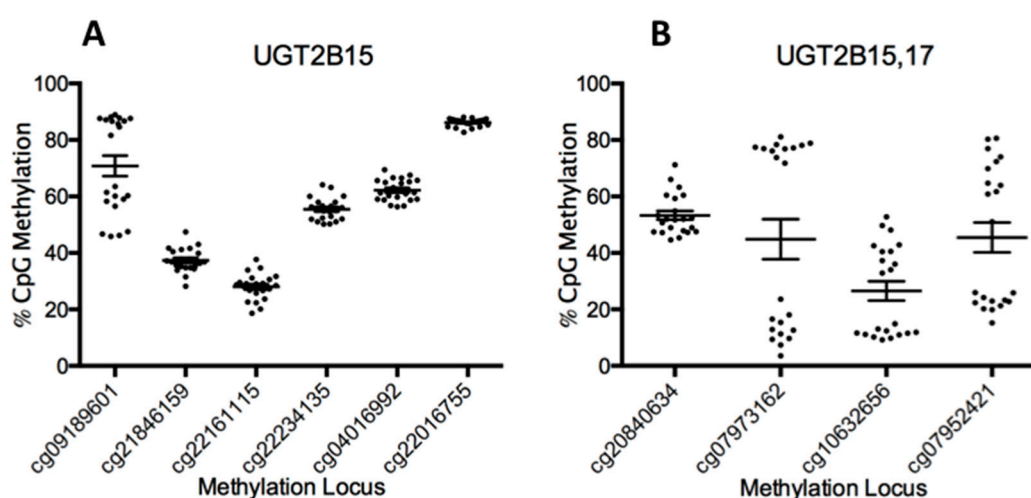 A
UGT2B15
% CpG Methylation
100
80
60
40
20
0
cg09189601
cg21846159
cg22161115
cg22234135
cg04016992
cg22016755
Methylation Locus
B
UGT2B15,17
% CpG Methylation
100
80
60
40
20
0
cg20840634
cg07973162
cg10632656
cg07952421
Methylation Locus